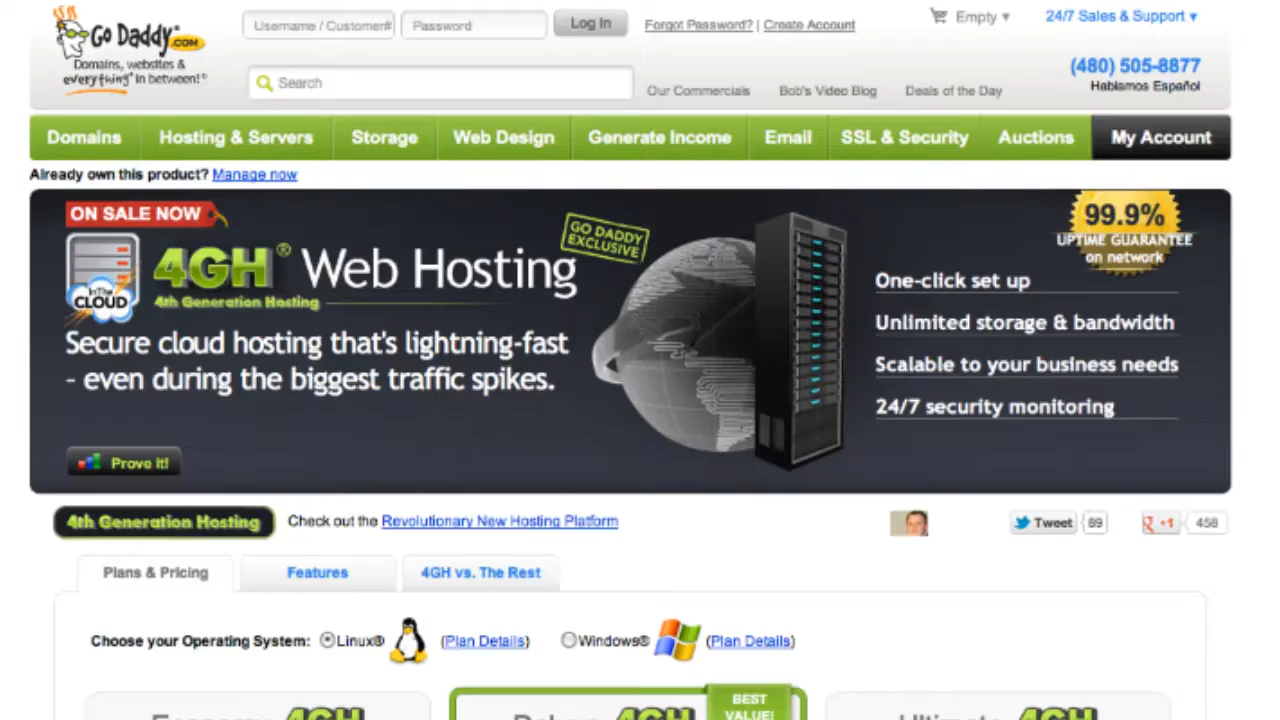 Go Daddy.COM
Domains, websites &
everything* in between!®
Username / Customer#
Password
Log In
Forgot Password? | Create Account
Empty ▾
24/7 Sales & Support ▾
Search
Our Commercials
Bob's Video Blog
Deals of the Day
(480) 505-8877
Hablamos Español
Domains
Hosting & Servers
Storage
Web Design
Generate Income
Email
SSL & Security
Auctions
My Account
Already own this product? Manage now
ON SALE NOW
In The
CLOUD
4GH® Web Hosting
4th Generation Hosting
GO DADDY
EXCLUSIVE
Secure cloud hosting that's lightning-fast
– even during the biggest traffic spikes.
Prove It!
99.9%
UPTIME GUARANTEE
on network
One-click set up
Unlimited storage & bandwidth
Scalable to your business needs
24/7 security monitoring
4th Generation Hosting
Check out the Revolutionary New Hosting Platform
Tweet
89
+1
458
Plans & Pricing
Features
4GH vs. The Rest
Choose your Operating System:
Linux®
(Plan Details)
Windows®
(Plan Details)
Economy 4GH
Deluxe 4GH
BEST
VALUE!
Ultimate 4GH